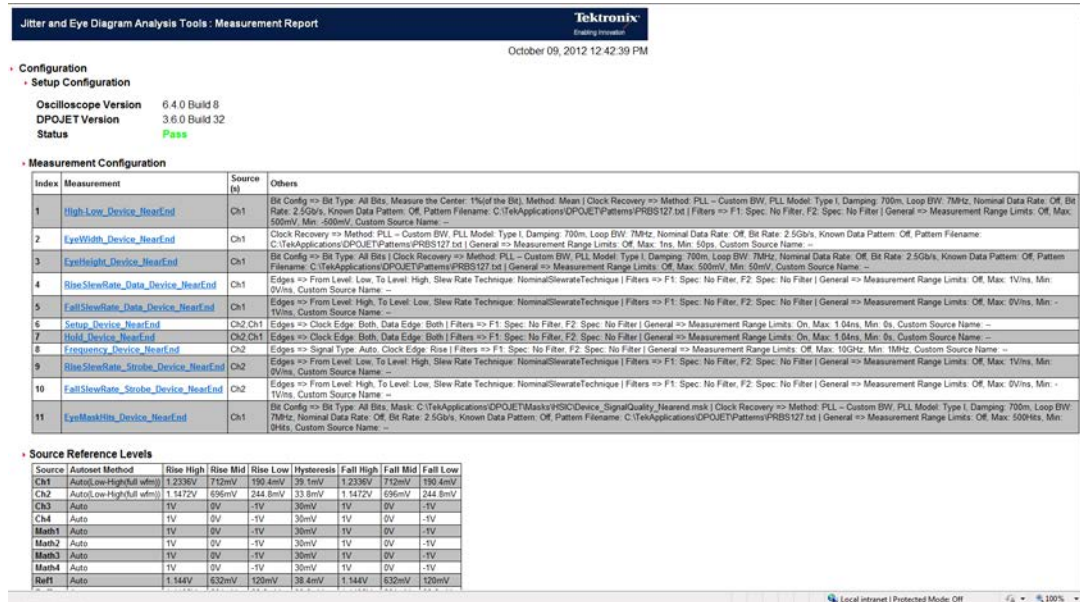 Jitter and Eye Diagram Analysis Tools : Measurement Report
Tektronix
Enabling Innovation
October 09, 2012 12:42:39 PM
Configuration
Setup Configuration
Oscilloscope Version 6.4.0 Build 8
DPOJET Version 3.6.0 Build 32
Status Pass
Measurement Configuration
Index Measurement Source (s) Others
1 High-Low_Device_NearEnd Ch1 Bit Config => Bit Type: All Bits, Measure the Center: 1%(of the Bit), Method: Mean | Clock Recovery => Method: PLL – Custom BW, PLL Model: Type I, Damping: 700m, Loop BW: 7MHz, Nominal Data Rate: Off, Bit
Rate: 2.5Gb/s, Known Data Pattern: Off, Pattern Filename: C:\TekApplications\DPOJET\Patterns\PRBS127.txt | Filters => F1: Spec: No Filter, F2: Spec: No Filter | General => Measurement Range Limits: Off, Max:
500mV, Min: -500mV, Custom Source Name: –
2 EyeWidth_Device_NearEnd Ch1 Clock Recovery => Method: PLL – Custom BW, PLL Model: Type I, Damping: 700m, Loop BW: 7MHz, Nominal Data Rate: Off, Bit Rate: 2.5Gb/s, Known Data Pattern: Off, Pattern Filename:
C:\TekApplications\DPOJET\Patterns\PRBS127.txt | General => Measurement Range Limits: Off, Max: 1ns, Min: 50ps, Custom Source Name: –
3 EyeHeight_Device_NearEnd Ch1 Bit Config => Bit Type: All Bits | Clock Recovery => Method: PLL – Custom BW, PLL Model: Type I, Damping: 700m, Loop BW: 7MHz, Nominal Data Rate: Off, Bit Rate: 2.5Gb/s, Known Data Pattern: Off, Pattern
Filename: C:\TekApplications\DPOJET\Patterns\PRBS127.txt | General => Measurement Range Limits: Off, Max: 500mV, Min: 50mV, Custom Source Name: –
4 RiseSlewRate_Data_Device_NearEnd Ch1 Edges => From Level: Low, To Level: High, Slew Rate Technique: NominalSlewrateTechnique | Filters => F1: Spec: No Filter, F2: Spec: No Filter | General => Measurement Range Limits: Off, Max: 1V/ns, Min:
0V/ns, Custom Source Name: –
5 FallSlewRate_Data_Device_NearEnd Ch1 Edges => From Level: High, To Level: Low, Slew Rate Technique: NominalSlewrateTechnique | Filters => F1: Spec: No Filter, F2: Spec: No Filter | General => Measurement Range Limits: Off, Max: 0V/ns, Min: -
1V/ns, Custom Source Name: –
6 Setup_Device_NearEnd Ch2,Ch1 Edges => Clock Edge: Both, Data Edge: Both | Filters => F1: Spec: No Filter, F2: Spec: No Filter | General => Measurement Range Limits: On, Max: 1.04ns, Min: 0s, Custom Source Name: –
7 Hold_Device_NearEnd Ch2,Ch1 Edges => Clock Edge: Both, Data Edge: Both | Filters => F1: Spec: No Filter, F2: Spec: No Filter | General => Measurement Range Limits: On, Max: 1.04ns, Min: 0s, Custom Source Name: –
8 Frequency_Device_NearEnd Ch2 Edges => Signal Type: Auto, Clock Edge: Rise | Filters => F1: Spec: No Filter, F2: Spec: No Filter | General => Measurement Range Limits: Off, Max: 10GHz, Min: 1MHz, Custom Source Name: –
9 RiseSlewRate_Strobe_Device_NearEnd Ch2 Edges => From Level: High, To Level: Low, Slew Rate Technique: NominalSlewrateTechnique | Filters => F1: Spec: No Filter, F2: Spec: No Filter | General => Measurement Range Limits: Off, Max: 1V/ns, Min:
0V/ns, Custom Source Name: –
10 FallSlewRate_Strobe_Device_NearEnd Ch2 Edges => From Level: High, To Level: Low, Slew Rate Technique: NominalSlewrateTechnique | Filters => F1: Spec: No Filter, F2: Spec: No Filter | General => Measurement Range Limits: Off, Max: 0V/ns, Min: -
1V/ns, Custom Source Name: –
11 EyeMaskHits_Device_NearEnd Ch1 Bit Config => Bit Type: All Bits, Mask: C:\TekApplications\DPOJET\Masks\HSIC\Device_SignalQuality_Nearend.msk | Clock Recovery => Method: PLL – Custom BW, PLL Model: Type I, Damping: 700m, Loop BW:
7MHz, Nominal Data Rate: Off, Bit Rate: 2.5Gb/s, Known Data Pattern: Off, Pattern Filename: C:\TekApplications\DPOJET\Patterns\PRBS127.txt | General => Measurement Range Limits: Off, Max: 500Hits, Min:
0Hits, Custom Source Name: –
Source Reference Levels
Source Autoset Method Rise High Rise Mid Rise Low Hysteresis Fall High Fall Mid Fall Low
Ch1 Auto(Low-High(full wfm)) 1.2336V 712mV 190.4mV 39.1mV 1.2336V 712mV 190.4mV
Ch2 Auto(Low-High(full wfm)) 1.1472V 696mV 244.8mV 33.8mV 1.1472V 696mV 244.8mV
Ch3 Auto 1V 0V -1V 30mV 1V 0V -1V
Ch4 Auto 1V 0V -1V 30mV 1V 0V -1V
Math1 Auto 1V 0V -1V 30mV 1V 0V -1V
Math2 Auto 1V 0V -1V 30mV 1V 0V -1V
Math3 Auto 1V 0V -1V 30mV 1V 0V -1V
Math4 Auto 1V 0V -1V 30mV 1V 0V -1V
Ref1 Auto 1.144V 632mV 120mV 38.4mV 1.144V 632mV 120mV
Local intranet | Protected Mode: Off 100%